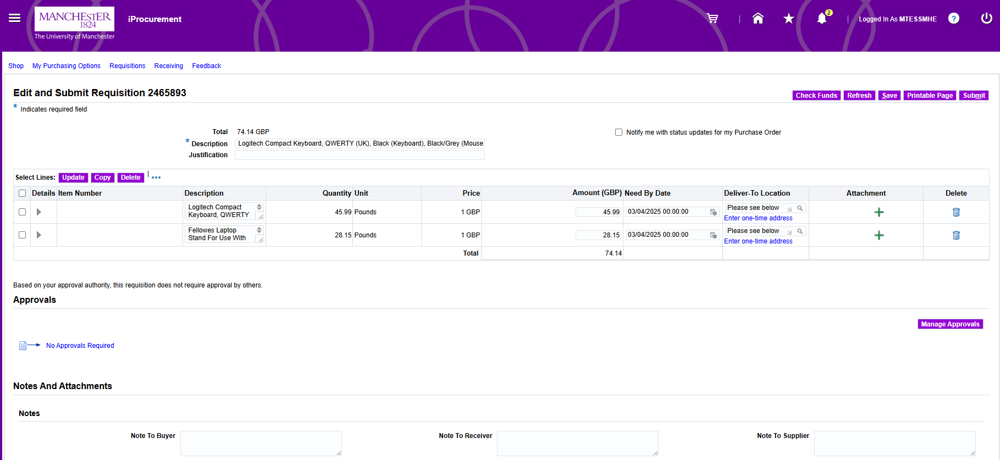 MANCHESTER
1824
The University of Manchester
iProcurement
2
Logged In As MTESSMHE
?
Shop My Purchasing Options Requisitions Receiving Feedback
Edit and Submit Requisition 2465893
Check Funds Refresh Save Printable Page Submit
* Indicates required field
Total 74.14 GBP
Notify me with status updates for my Purchase Order
* Description Logitech Compact Keyboard, QWERTY (UK), Black (Keyboard), Black/Grey (Mouse
Justification
Select Lines: Update Copy Delete | •••
Details Item Number Description Quantity Unit Price Amount (GBP) Need By Date Deliver-To Location Attachment Delete
Logitech Compact
Keyboard, QWERTY
45.99 Pounds 1 GBP 45.99 03/04/2025 00:00:00 Please see below
Enter one-time address
Fellowes Laptop
Stand For Use With
28.15 Pounds 1 GBP 28.15 03/04/2025 00:00:00 Please see below
Enter one-time address
Total 74.14
Based on your approval authority, this requisition does not require approval by others.
Approvals
Manage Approvals
No Approvals Required
Notes And Attachments
Notes
Note To Buyer Note To Receiver Note To Supplier